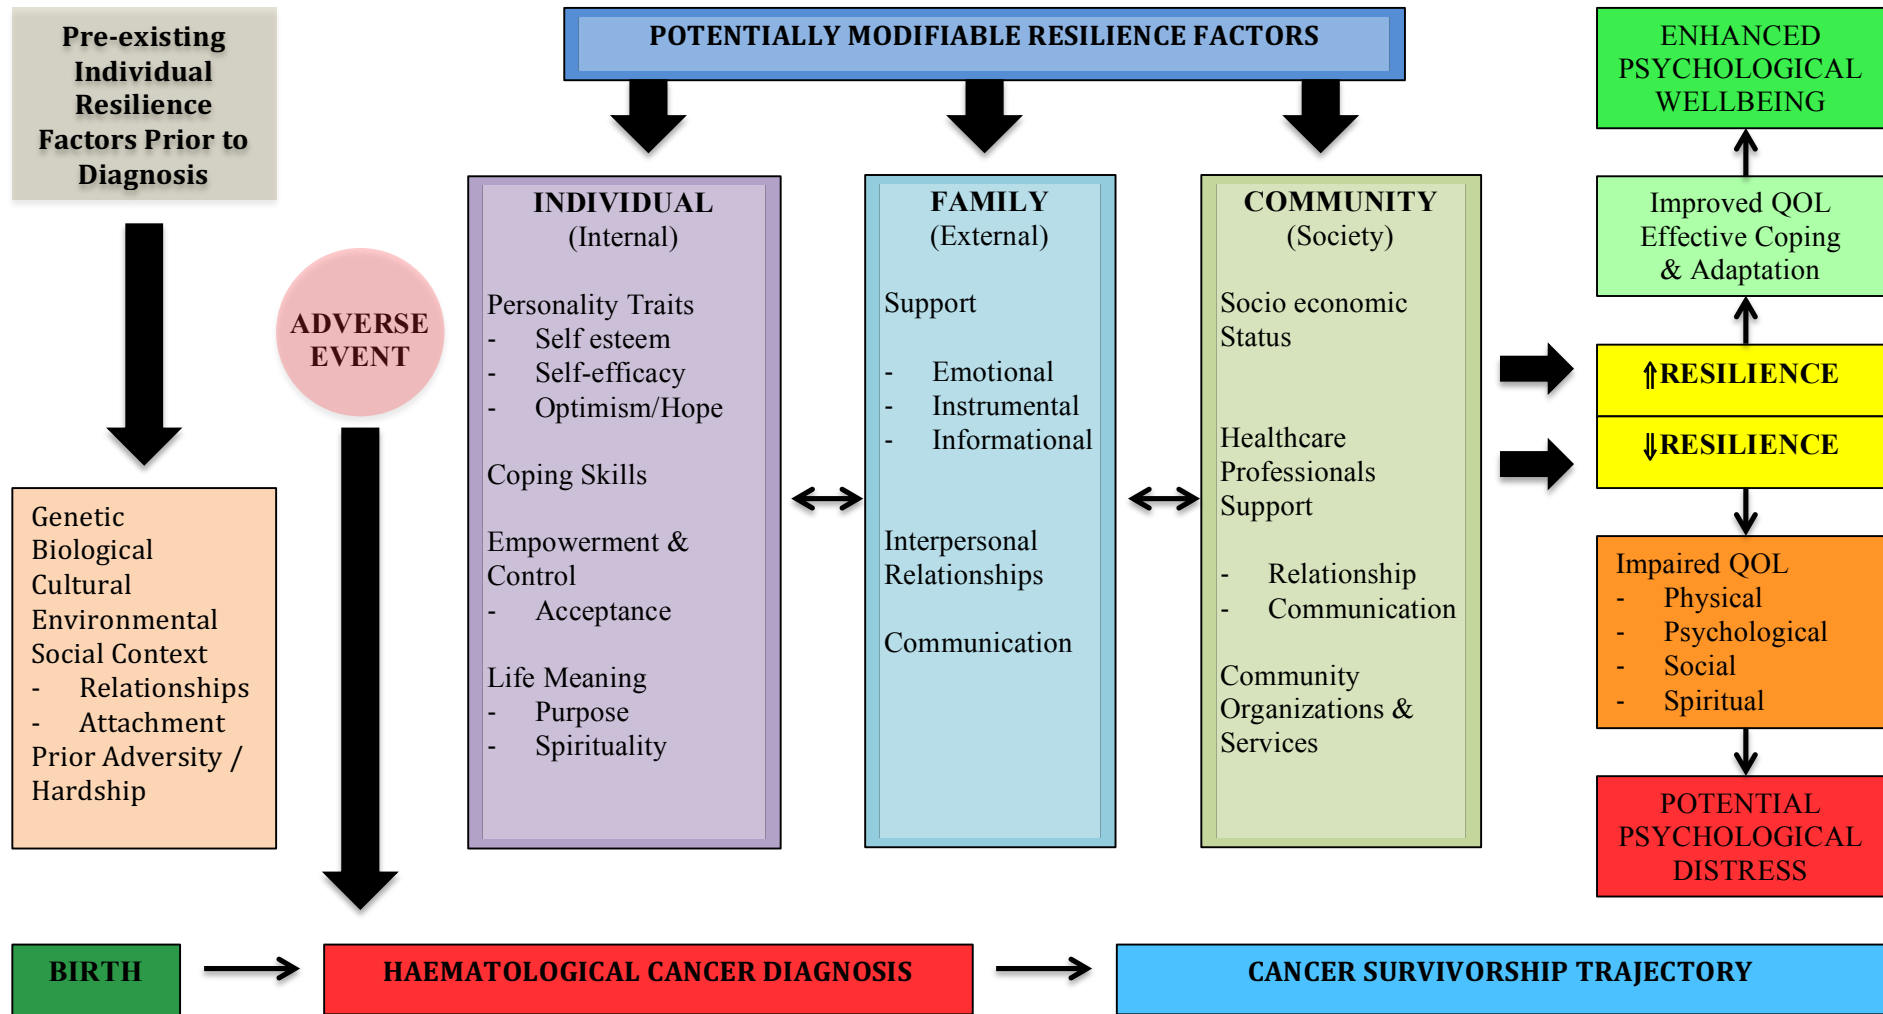 Pre-existing
Individual
Resilience
Factors Prior to
Diagnosis
Genetic
Biological
Cultural
Environmental
Social Context
- Relationships
- Attachment
Prior Adversity /
Hardship
ADVERSE
EVENT
POTENTIALLY MODIFIABLE RESILIENCE FACTORS
INDIVIDUAL
(Internal)
Personality Traits
- Self esteem
- Self-efficacy
- Optimism/Hope
Coping Skills
Empowerment &
Control
- Acceptance
Life Meaning
- Purpose
- Spirituality
FAMILY
(External)
Support
- Emotional
- Instrumental
- Informational
Interpersonal
Relationships
Communication
COMMUNITY
(Society)
Socio economic
Status
Healthcare
Professionals
Support
- Relationship
- Communication
Community
Organizations &
Services
ENHANCED
PSYCHOLOGICAL
WELLBEING
Improved QOL
Effective Coping
& Adaptation
⇑RESILIENCE
⇓RESILIENCE
Impaired QOL
- Physical
- Psychological
- Social
- Spiritual
POTENTIAL
PSYCHOLOGICAL
DISTRESS
BIRTH
HAEMATOLOGICAL CANCER DIAGNOSIS
CANCER SURVIVORSHIP TRAJECTORY